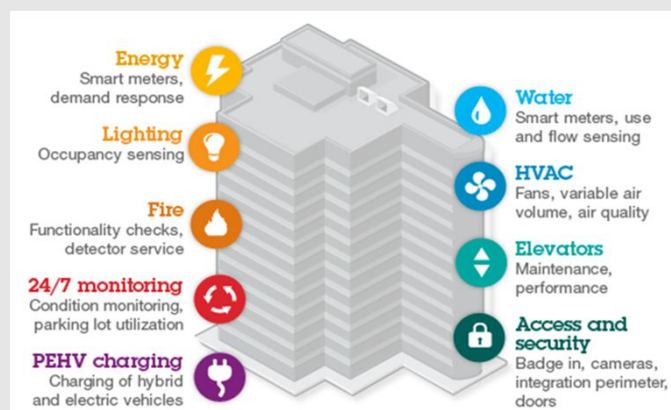 Energy
Smart meters,
demand response
Lighting
Occupancy sensing
Fire
Functionality checks,
detector service
24/7 monitoring
Condition monitoring,
parking lot utilization
PEHV charging
Charging of hybrid
and electric vehicles
Water
Smart meters, use
and flow sensing
HVAC
Fans, variable air
volume, air quality
Elevators
Maintenance,
performance
Access and
security
Badge in, cameras,
integration perimeter,
doors